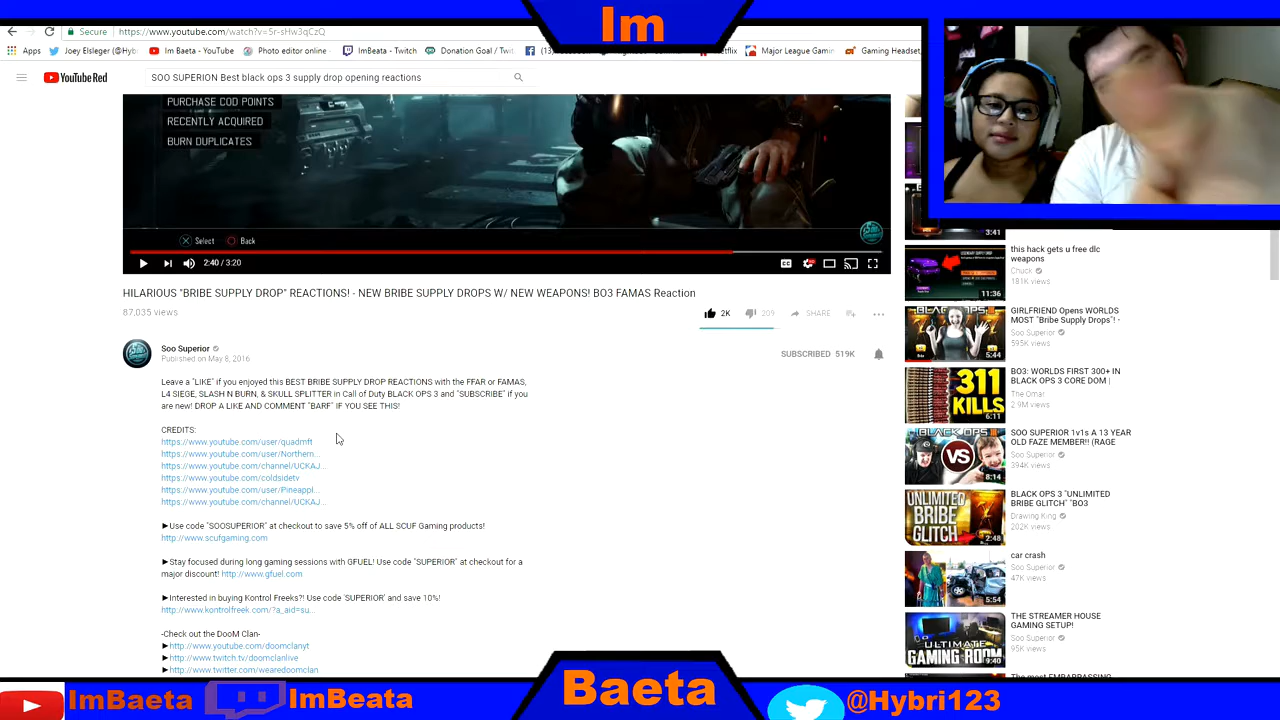 Im
Secure
https://www.youtube.com/watch?v=5r-sHw3qCzQ
Apps
Joey Elsleger (@Hyb
Im Baeta - YouTube
Photo editor online
ImBeata - Twitch
Donation Goal / Twit
Major League Gamin
Gaming Headset,
YouTube Red
SOO SUPERION Best black ops 3 supply drop opening reactions
PURCHASE COD POINTS
RECENTLY ACQUIRED
BURN DUPLICATES
Select
Back
2:40 / 3:20
HILARIOUS "BRIBE SUPPLY DROP REACTIONS! - NEW BRIBE SUPPLY DROPS W/ NEW WEAPONS! BO3 FAMAS Reaction
87,035 views
2K
209
SHARE
Soo Superior
Published on May 8, 2016
SUBSCRIBED 519K
Leave a "LIKE" if you enjoyed this BEST BRIBE SUPPLY DROP REACTIONS with the FFAR or FAMAS,
L4 SIEGE, SLASH N BURN & SKULL SPLITTER in Call of Duty BLACK OPS 3 and "SUBSCRIBE" if you
are new! DROP A LIKE AND COMMENT "BARF" IF YOU SEE THIS!
CREDITS:
https://www.youtube.com/user/quadmft
https://www.youtube.com/user/Northern...
https://www.youtube.com/channel/UCKAJ...
https://www.youtube.com/coldsidetv
https://www.youtube.com/user/Pineappl...
https://www.youtube.com/channel/UCKAJ...
►Use code "SOOSUPERIOR" at checkout to save off of ALL SCUF Gaming products!
http://www.scufgaming.com
►Stay focused during long gaming sessions with GFUEL! Use code "SUPERIOR" at checkout for a
major discount! http://www.gfuel.com
►Interested in buying Kontrol Freeks?! Use code 'SUPERIOR' and save 10%!
http://www.kontrolfreek.com/?a_aid=su...
-Check out the DooM Clan-
►http://www.youtube.com/doomclanyt
►http://www.twitch.tv/doomclanlive
►http://www.twitter.com/wearedoomclan
3:41
this hack gets u free dlc
weapons
Chuck
181K views
11:36
GIRLFRIEND Opens WORLDS
MOST "Bribe Supply Drops"! -
Soo Superior
595K views
5:44
BO3: WORLDS FIRST 300+ IN
BLACK OPS 3 CORE DOM |
The Omar
2.9M views
311
KILLS
6:11
SOO SUPERIOR 1v1s A 13 YEAR
OLD FAZE MEMBER!! (RAGE
Soo Superior
394K views
VS
8:14
BLACK OPS 3 "UNLIMITED
BRIBE GLITCH" "BO3
Drawing King
202K views
UNLIMITED
BRIBE
GLITCH
2:48
car crash
Soo Superior
47K views
5:54
THE STREAMER HOUSE
GAMING SETUP!
Soo Superior
95K views
ULTIMATE
GAMING ROOM
9:40
The most EMBARRASSING
ImBaeta
ImBeata
Baeta
@Hybri123